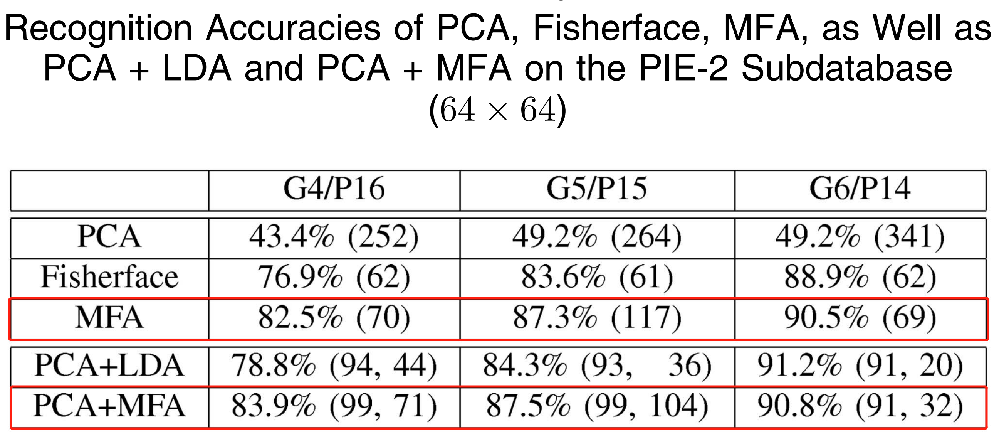 Recognition Accuracies of PCA, Fisherface, MFA, as Well as
PCA + LDA and PCA + MFA on the PIE-2 Subdatabase
(64 × 64)
G4/P16 G5/P15 G6/P14
PCA 43.4% (252) 49.2% (264) 49.2% (341)
Fisherface 76.9% (62) 83.6% (61) 88.9% (62)
MFA 82.5% (70) 87.3% (117) 90.5% (69)
PCA+LDA 78.8% (94, 44) 84.3% (93, 36) 91.2% (91, 20)
PCA+MFA 83.9% (99, 71) 87.5% (99, 104) 90.8% (91, 32)